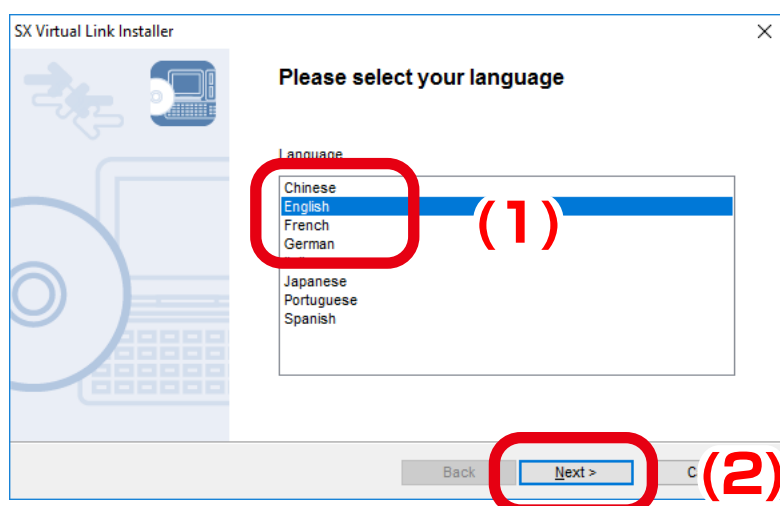 SX Virtual Link Installer
Please select your language
Language
Chinese
English
French
German
Japanese
Portuguese
Spanish
(1)
Back
Next >
(2)